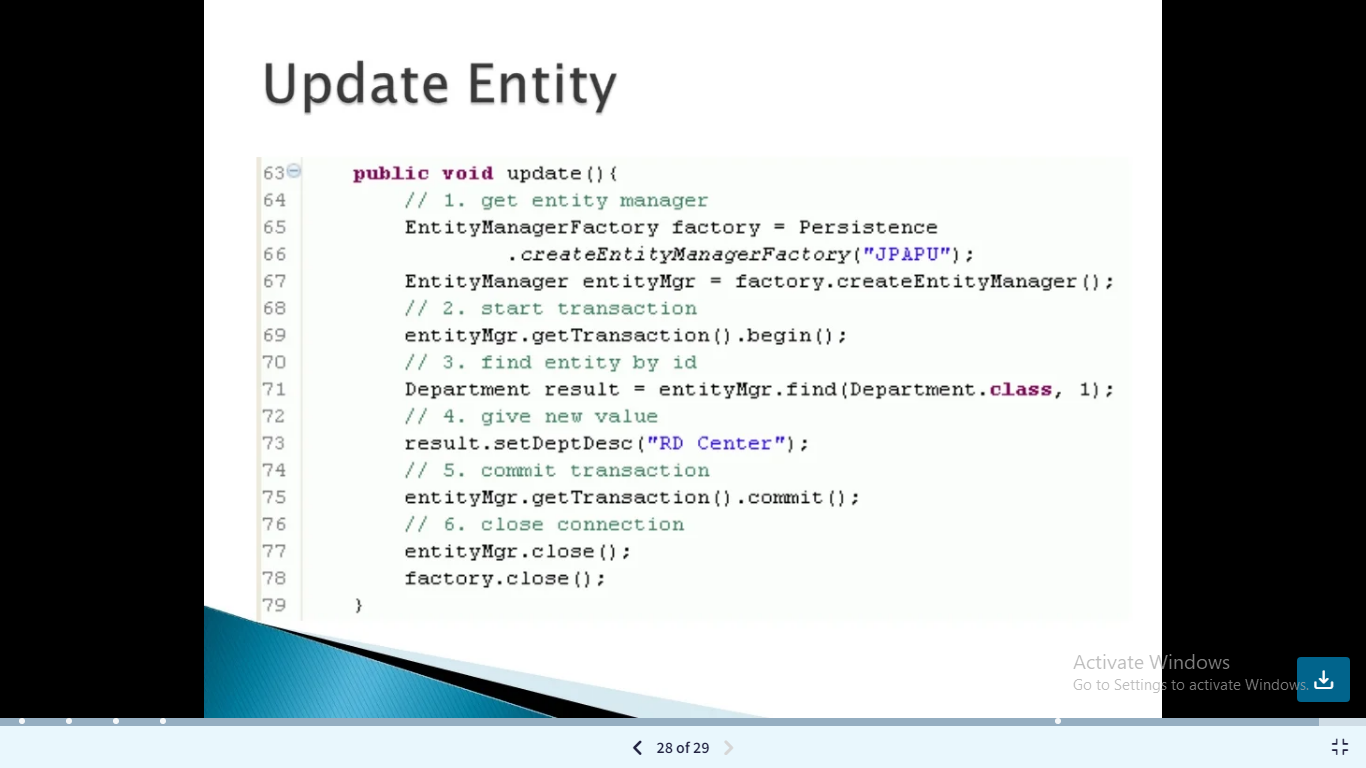 Update Entity
63 public void update(){
64 // 1. get entity manager
65 EntityManagerFactory factory = Persistence
66 .createEntityManagerFactory("JPAPU");
67 EntityManager entityMgr = factory.createEntityManager();
68 // 2. start transaction
69 entityMgr.getTransaction().begin();
70 // 3. find entity by id
71 Department result = entityMgr.find(Department.class, 1);
72 // 4. give new value
73 result.setDeptDesc("RD Center");
74 // 5. commit transaction
75 entityMgr.getTransaction().commit();
76 // 6. close connection
77 entityMgr.close();
78 factory.close();
79 }
Activate Windows
Go to Settings to activate Windows.
28 of 29